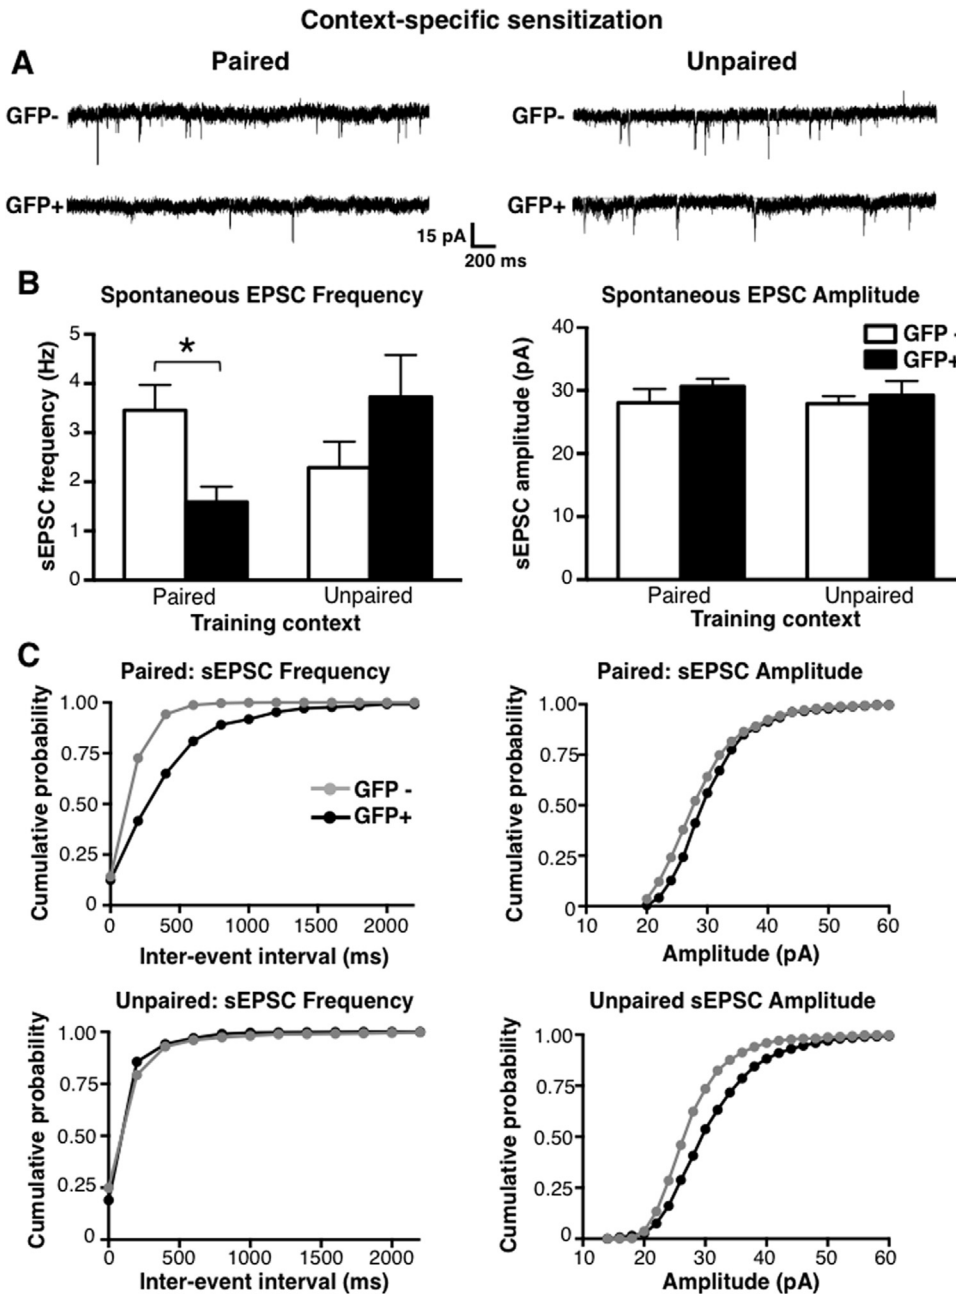 Context-specific sensitization
A
Paired
Unpaired
GFP-
GFP-
GFP+
GFP+
15 pA
200 ms
B
Spontaneous EPSC Frequency
sEPSC frequency (Hz)
5
4
3
2
1
0
*
Paired
Unpaired
Training context
Spontaneous EPSC Amplitude
sEPSC amplitude (pA)
40
30
20
10
0
GFP -
GFP+
Paired
Unpaired
Training context
C
Paired: sEPSC Frequency
Cumulative probability
1.00
0.75
0.50
0.25
0
GFP -
GFP+
0 500 1000 1500 2000
Inter-event interval (ms)
Paired: sEPSC Amplitude
Cumulative probability
1.00
0.75
0.50
0.25
0
10 20 30 40 50 60
Amplitude (pA)
Unpaired: sEPSC Frequency
Cumulative probability
1.00
0.75
0.50
0.25
0
0 500 1000 1500 2000
Inter-event interval (ms)
Unpaired sEPSC Amplitude
Cumulative probability
1.00
0.75
0.50
0.25
0
10 20 30 40 50 60
Amplitude (pA)